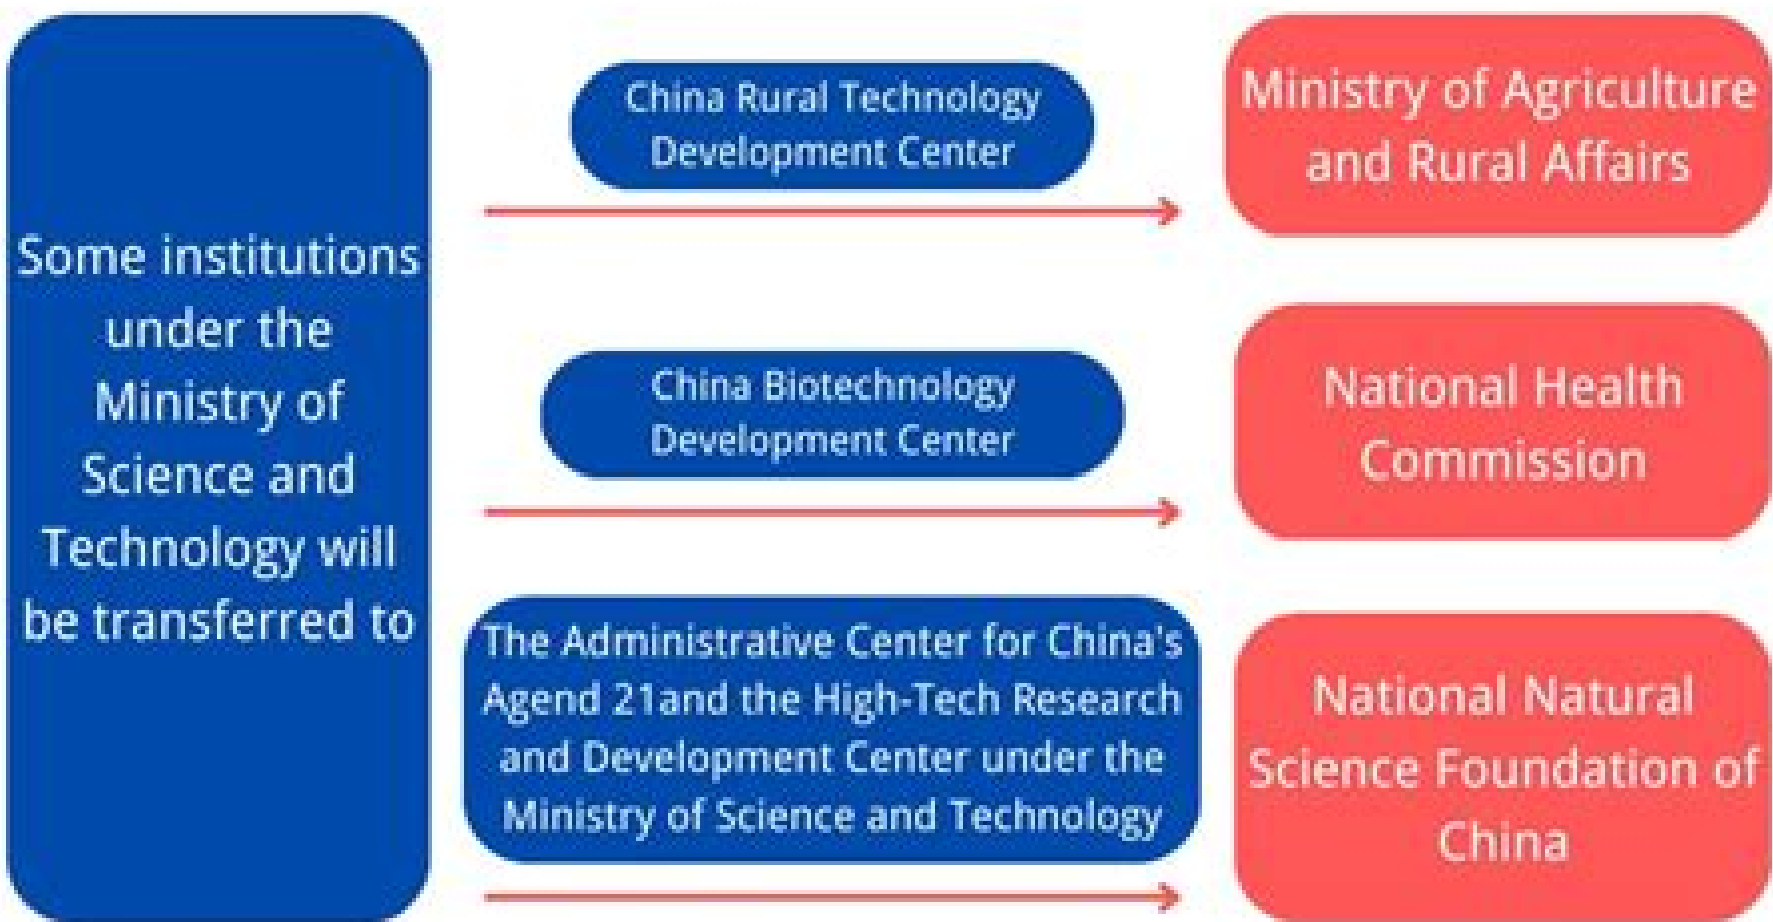 Some institutions
under the
Ministry of
Science and
Technology will
be transferred to
China Rural Technology
Development Center
Ministry of Agriculture
and Rural Affairs
China Biotechnology
Development Center
National Health
Commission
The Administrative Center for China's
Agend 21and the High-Tech Research
and Development Center under the
Ministry of Science and Technology
National Natural
Science Foundation of
China